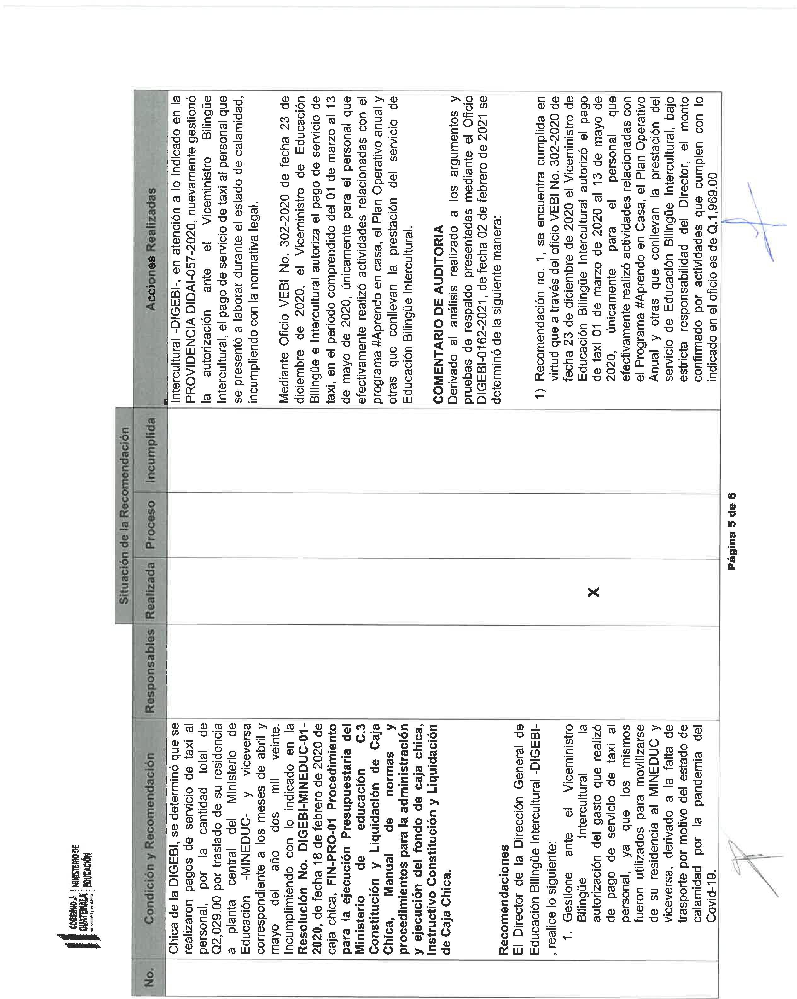 GOBIERNO de
GUATEMALA
MINISTERIO DE
EDUCACIÓN
Situación de la Recomendación
No.
Condición y Recomendación
Responsables
Realizada
Proceso
Incumplida
Acciones Realizadas
Chica de la DIGEBI, se determinó que se
realizaron pagos de servicio de taxi al
personal, por la cantidad total de
Q2,029.00 por traslado de su residencia
a planta central del Ministerio de
Educación -MINEDUC- y viceversa
correspondiente a los meses de abril y
mayo del año dos mil veinte.
Incumplimiendo con lo indicado en la
Resolución No. DIGEBI-MINEDUC-01-
2020, de fecha 18 de febrero de 2020 de
caja chica, FIN-PRO-01 Procedimiento
para la ejecución Presupuestaria del
Ministerio de educación C.3
Constitución y Liquidación de Caja
Chica, Manual de normas y
procedimientos para la administración
y ejecución del fondo de caja chica,
Instructivo Constitución y Liquidación
de Caja Chica.
Recomendaciones
El Director de la Dirección General de
Educación Bilingüe Intercultural -DIGEBI-
, realice lo siguiente:
1. Gestione ante el Viceministro
Bilingüe Intercultural la
autorización del gasto que realizó
de pago de servicio de taxi al
personal, ya que los mismos
fueron utilizados para movilizarse
de su residencia al MINEDUC y
viceversa, derivado a la falta de
trasporte por motivo del estado de
calamidad por la pandemia del
Covid-19.
X
Intercultural -DIGEBI-, en atención a lo indicado en la
PROVIDENCIA DIDAI-057-2020, nuevamente gestionó
la autorización ante el Viceministro Bilingüe
Intercultural, el pago de servicio de taxi al personal que
se presentó a laborar durante el estado de calamidad,
incumpliendo con la normativa legal.
Mediante Oficio VEBI No. 302-2020 de fecha 23 de
diciembre de 2020, el Viceministro de Educación
Bilingüe e Intercultural autoriza el pago de servicio de
taxi, en el periodo comprendido del 01 de marzo al 13
de mayo de 2020, únicamente para el personal que
efectivamente realizó actividades relacionadas con el
programa #Aprendo en casa, el Plan Operativo anual y
otras que conllevan la prestación del servicio de
Educación Bilingüe Intercultural.
COMENTARIO DE AUDITORIA
Derivado al análisis realizado a los argumentos y
pruebas de respaldo presentadas mediante el Oficio
DIGEBI-0162-2021, de fecha 02 de febrero de 2021 se
determinó de la siguiente manera:
1) Recomendación no. 1, se encuentra cumplida en
virtud que a través del oficio VEBI No. 302-2020 de
fecha 23 de diciembre de 2020 el Viceministro de
Educación Bilingüe Intercultural autorizó el pago
de taxi 01 de marzo de 2020 al 13 de mayo de
2020, únicamente para el personal que
efectivamente realizó actividades relacionadas con
el Programa #Aprendo en Casa, el Plan Operativo
Anual y otras que conllevan la prestación del
servicio de Educación Bilingüe Intercultural, bajo
estricta responsabilidad del Director, el monto
confirmado por actividades que cumplen con lo
indicado en el oficio es de Q.1,969.00
Página 5 de 6